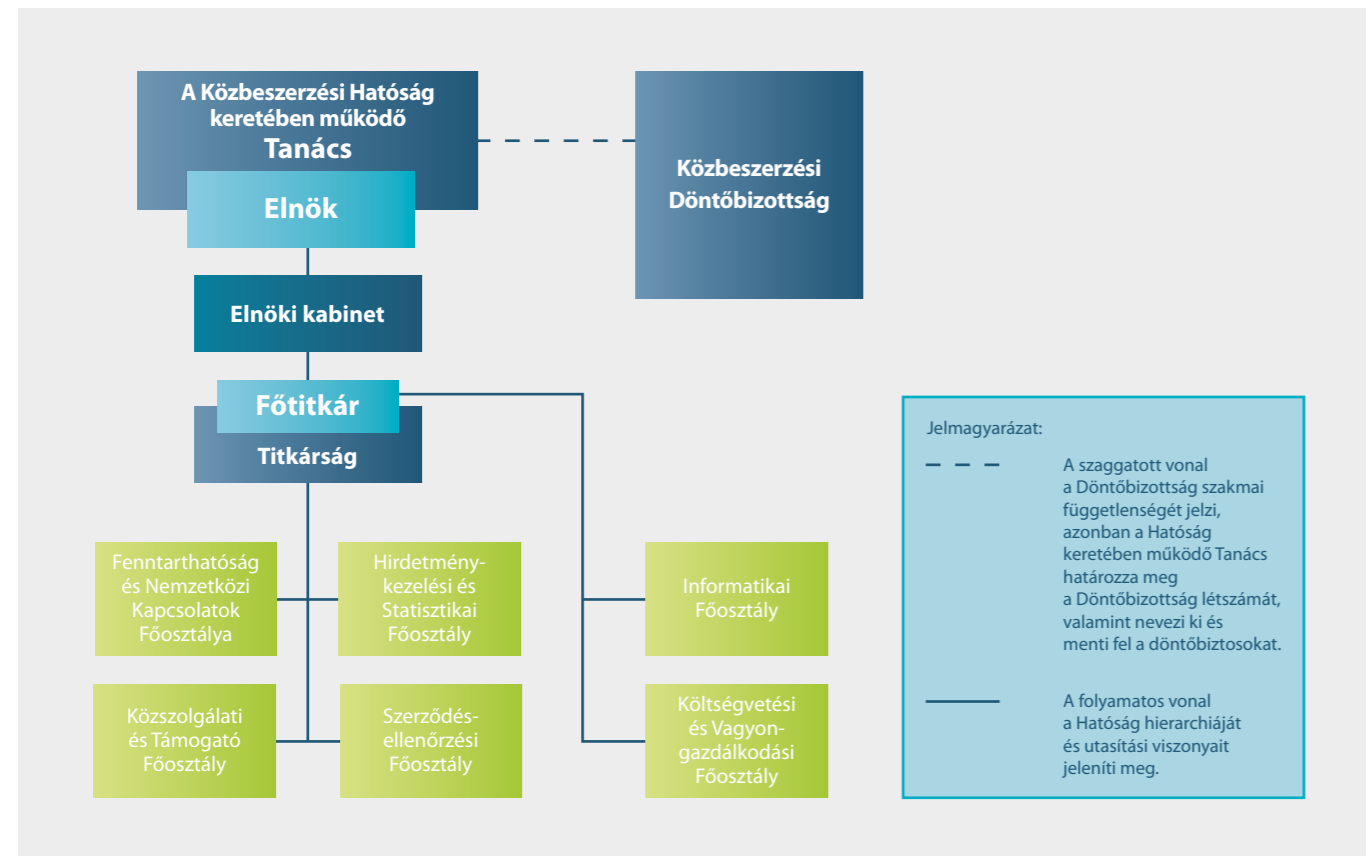 A Közbeszerzési Hatóság
keretében működő
Tanács
Elnök
Közbeszerzési
Döntőbizottság
Elnöki kabinet
Főtitkár
Titkárság
Fenntarthatóság
és Nemzetközi
Kapcsolatok
Főosztálya
Hirdetmény-
kezelési és
Statisztikai
Főosztály
Informatikai
Főosztály
Közszolgálati
és Támogató
Főosztály
Szerződés-
ellenőrzési
Főosztály
Költségvetési
és Vagyon-
gazdálkodási
Főosztály
Jelmagyarázat:
A szaggatott vonal
a Döntőbizottság szakmai
függetlenségét jelzi,
azonban a Hatóság
keretében működő Tanács
határozza meg
a Döntőbizottság létszámát,
valamint nevezi ki és
menti fel a döntőbiztosokat.
A folyamatos vonal
a Hatóság hierarchiáját
és utasítási viszonyait
jeleníti meg.